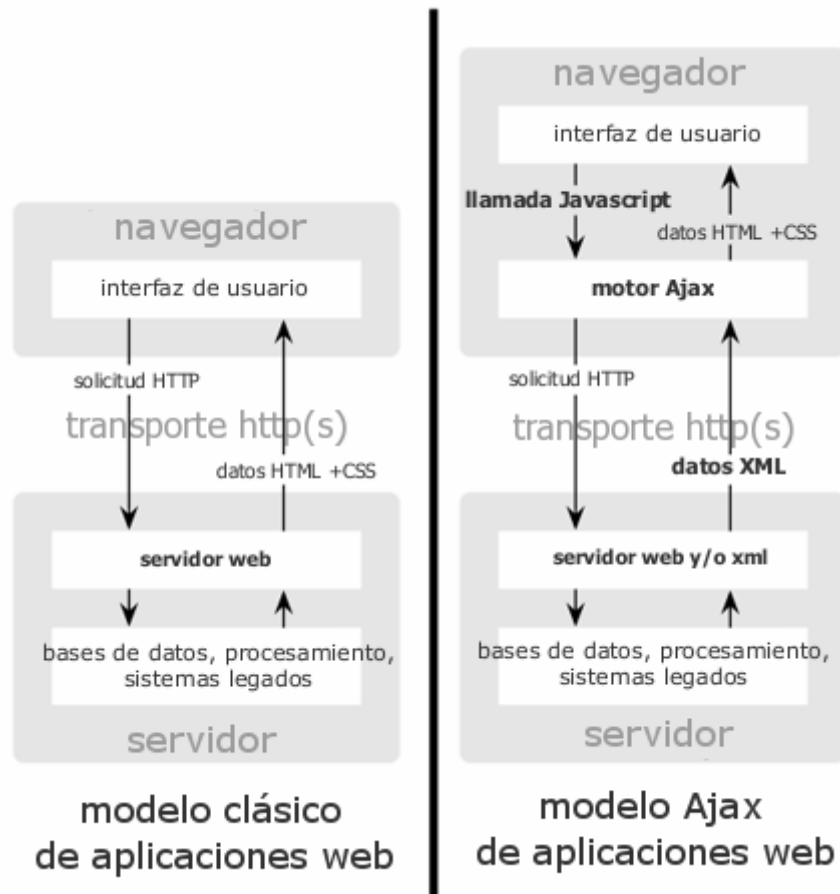 navegador
interfaz de usuario
solicitud HTTP
transporte http(s)
datos HTML +CSS
servidor web
bases de datos, procesamiento,
sistemas legados
servidor
modelo clásico
de aplicaciones web
navegador
interfaz de usuario
llamada Javascript
datos HTML +CSS
motor Ajax
solicitud HTTP
transporte http(s)
datos XML
servidor web y/o xml
bases de datos, procesamiento,
sistemas legados
servidor
modelo Ajax
de aplicaciones web